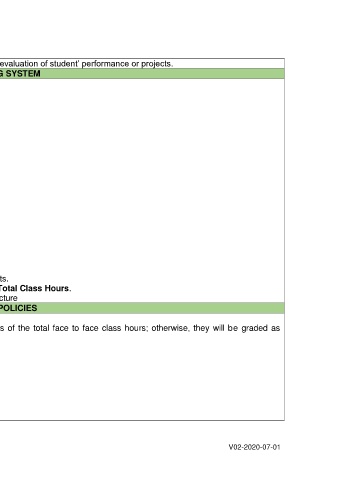 evaluation of student' performance or projects.
G SYSTEM
ts.
Total Class Hours.
cture
POLICIES
s of the total face to face class hours; otherwise, they will be graded as
V02-2020-07-01